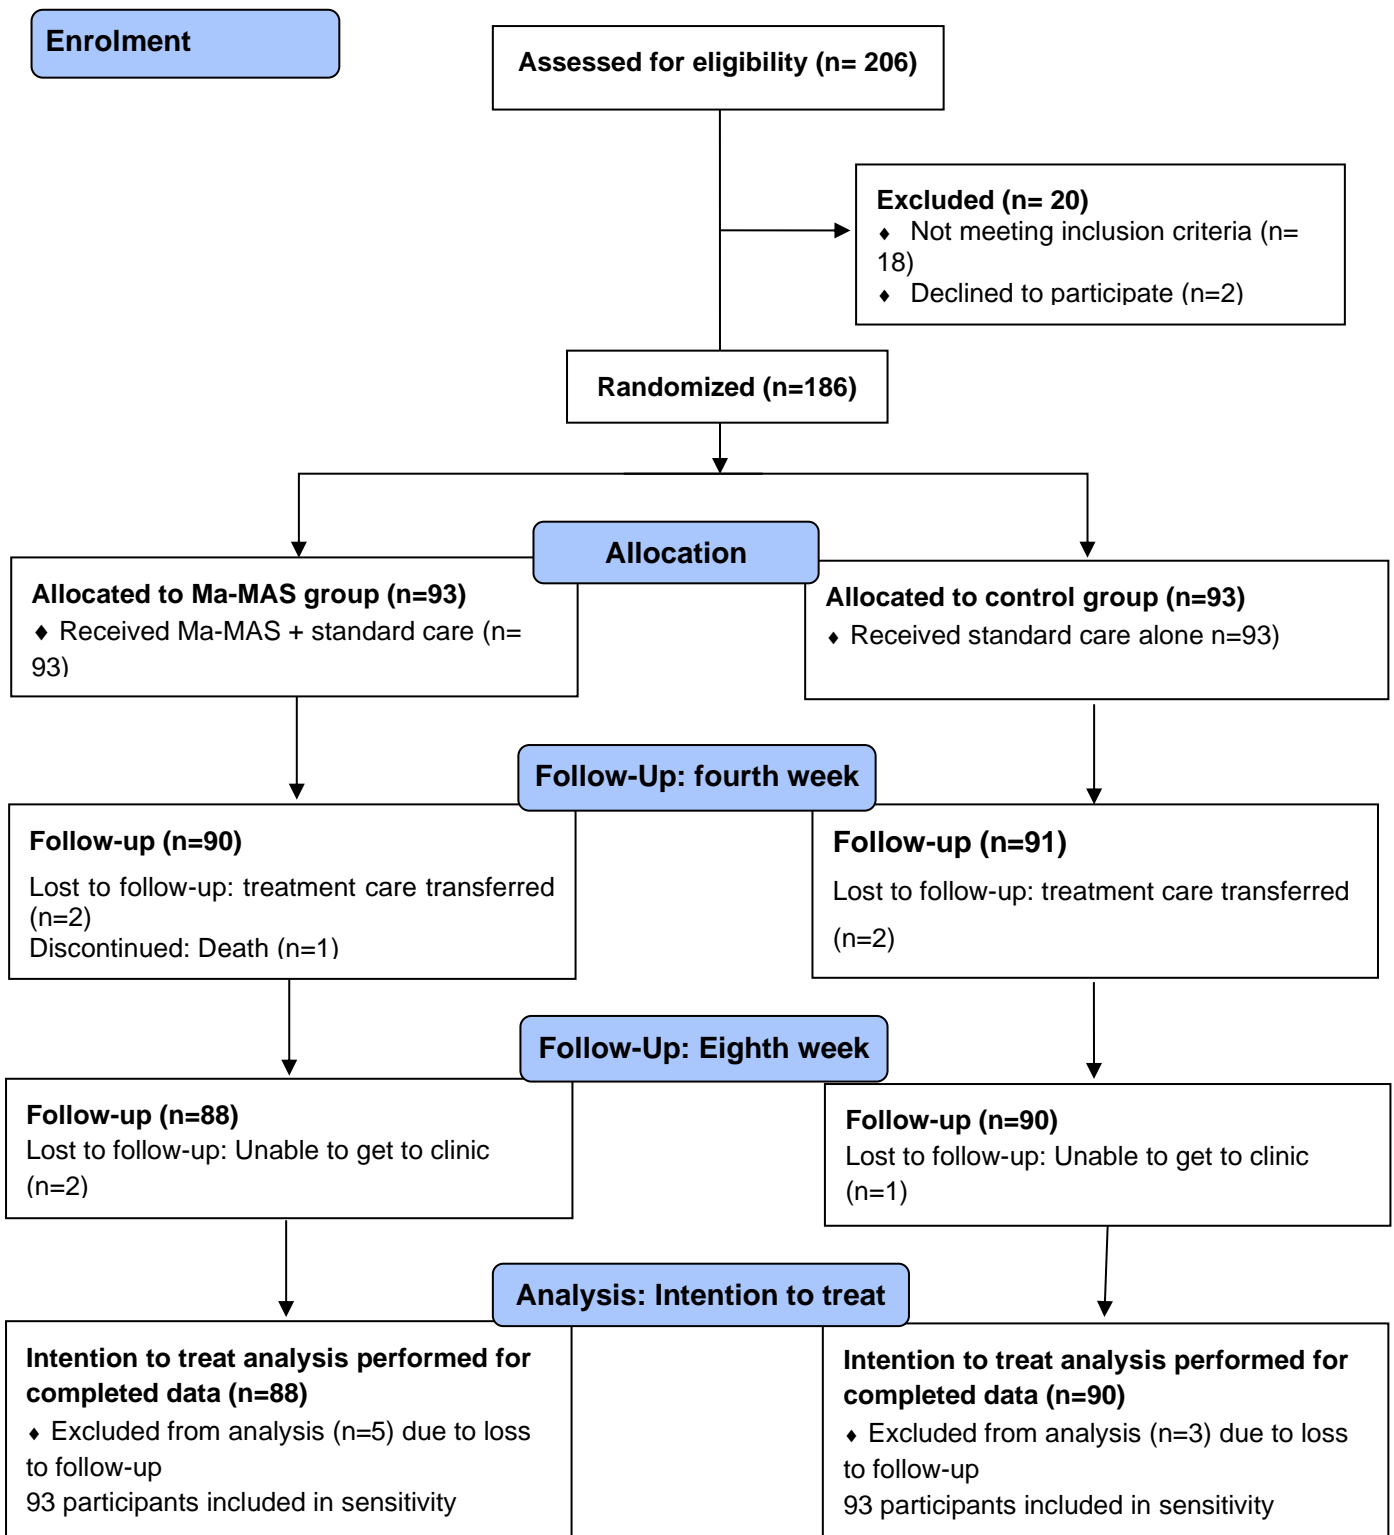 Enrolment
Assessed for eligibility (n= 206)
Excluded (n= 20)
♦ Not meeting inclusion criteria (n=
18)
♦ Declined to participate (n=2)
Randomized (n=186)
Allocation
Allocated to Ma-MAS group (n=93)
♦ Received Ma-MAS + standard care (n=
93)
Allocated to control group (n=93)
♦ Received standard care alone n=93)
Follow-Up: fourth week
Follow-up (n=90)
Lost to follow-up: treatment care transferred
(n=2)
Discontinued: Death (n=1)
Follow-up (n=91)
Lost to follow-up: treatment care transferred
(n=2)
Follow-Up: Eighth week
Follow-up (n=88)
Lost to follow-up: Unable to get to clinic
(n=2)
Follow-up (n=90)
Lost to follow-up: Unable to get to clinic
(n=1)
Analysis: Intention to treat
Intention to treat analysis performed for
completed data (n=88)
♦ Excluded from analysis (n=5) due to loss
to follow-up
93 participants included in sensitivity
Intention to treat analysis performed for
completed data (n=90)
♦ Excluded from analysis (n=3) due to loss
to follow-up
93 participants included in sensitivity